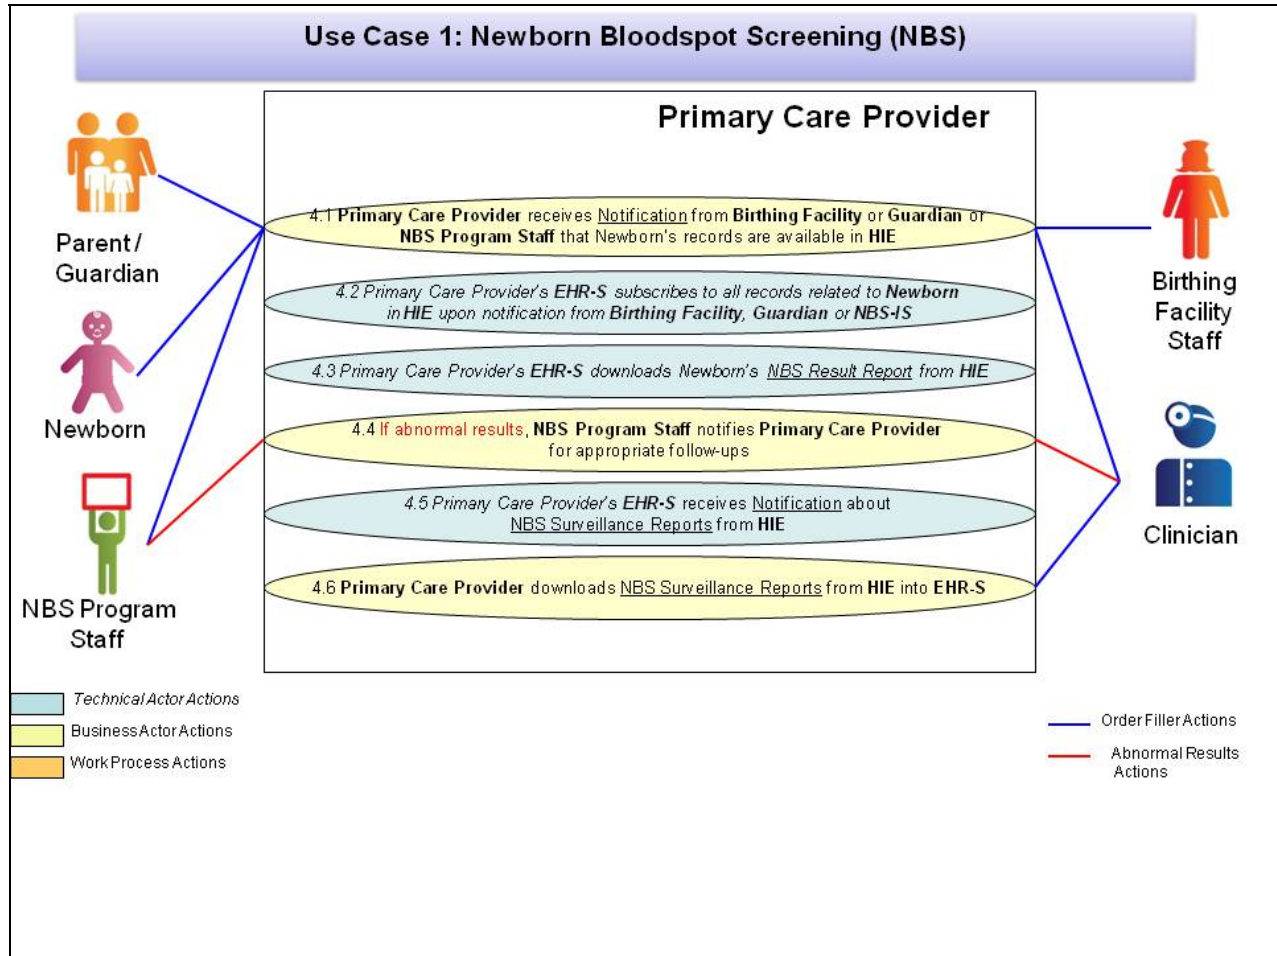 Use Case 1: Newborn Bloodspot Screening (NBS)
Primary Care Provider
Parent /
Guardian
Newborn
NBS Program
Staff
4.1 Primary Care Provider receives Notification from Birthing Facility or Guardian or
NBS Program Staff that Newborn's records are available in HIE
4.2 Primary Care Provider's EHR-S subscribes to all records related to Newborn
in HIE upon notification from Birthing Facility, Guardian or NBS-IS
4.3 Primary Care Provider's EHR-S downloads Newborn's NBS Result Report from HIE
4.4 If abnormal results, NBS Program Staff notifies Primary Care Provider
for appropriate follow-ups
4.5 Primary Care Provider's EHR-S receives Notification about
NBS Surveillance Reports from HIE
4.6 Primary Care Provider downloads NBS Surveillance Reports from HIE into EHR-S
Birthing
Facility
Staff
Clinician
Technical Actor Actions
Business Actor Actions
Work Process Actions
Order Filler Actions
Abnormal Results
Actions